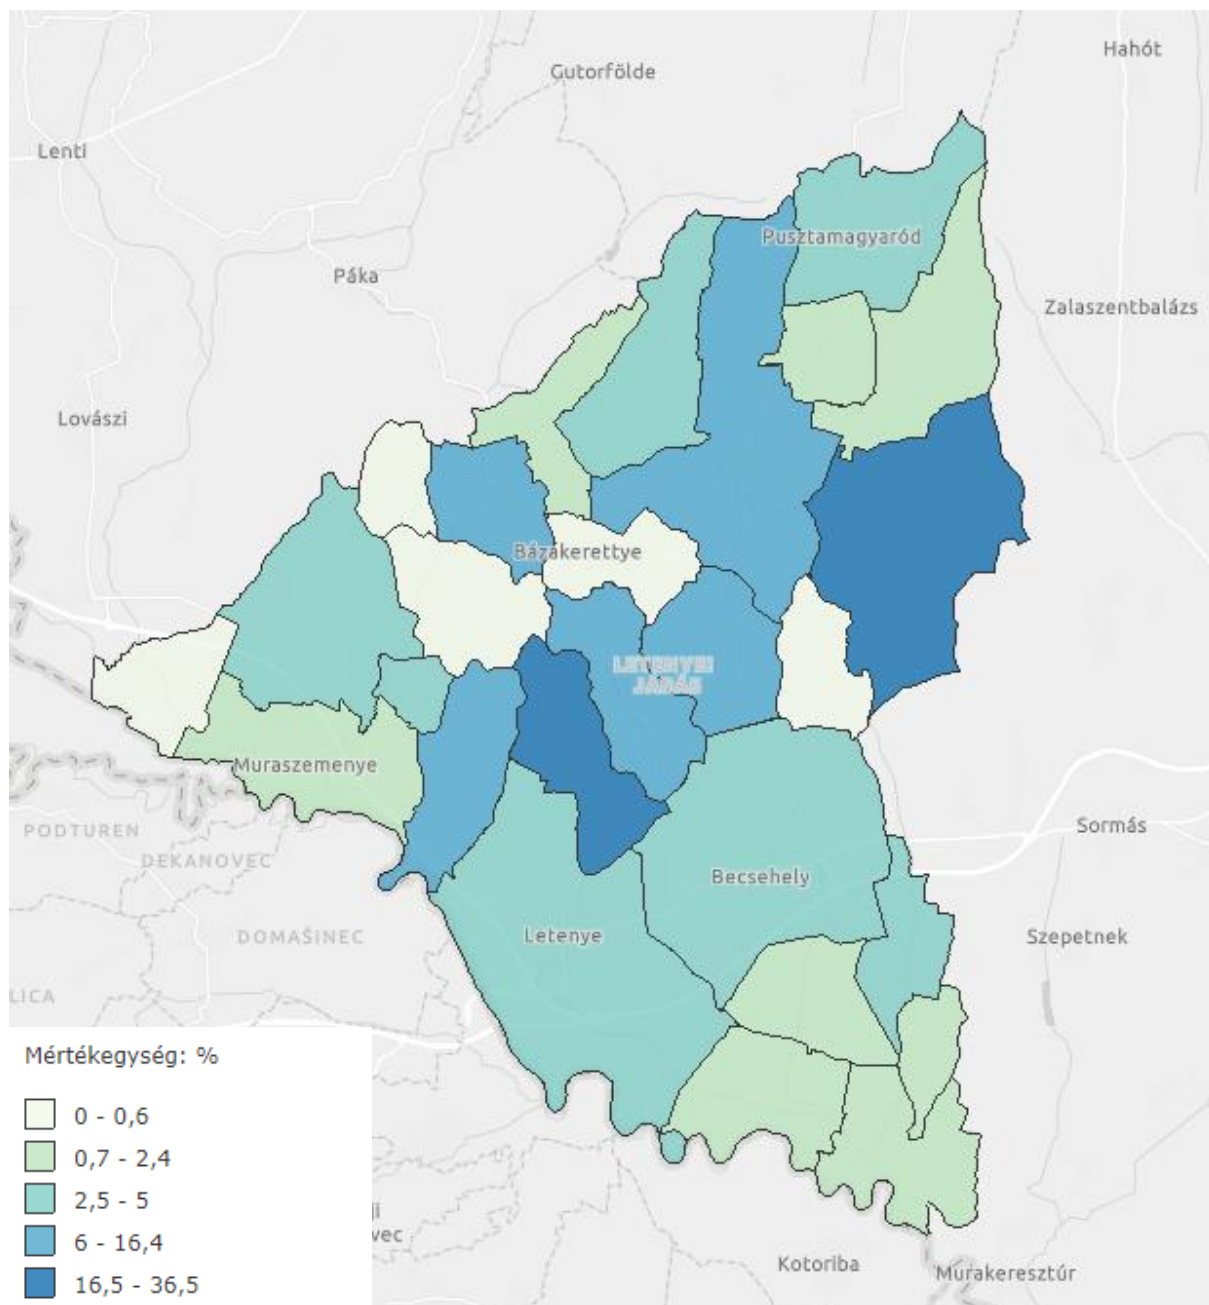 Hahót
Gutorfölde
Lenti
Pusztamagyaród
Páka
Zalaszentbalázs
Lovászi
Bázakerettye
LETENYEI
JÁRÁS
Muraszemenye
PODTUREN
Sormás
DEKANOVEC
Becsehely
DOMAŠINEC
Letenye
Szepetnek
LICA
Mértékegység: %
0 - 0,6
0,7 - 2,4
2,5 - 5
6 - 16,4
16,5 - 36,5
vec
Kotoriba
Murakeresztúr